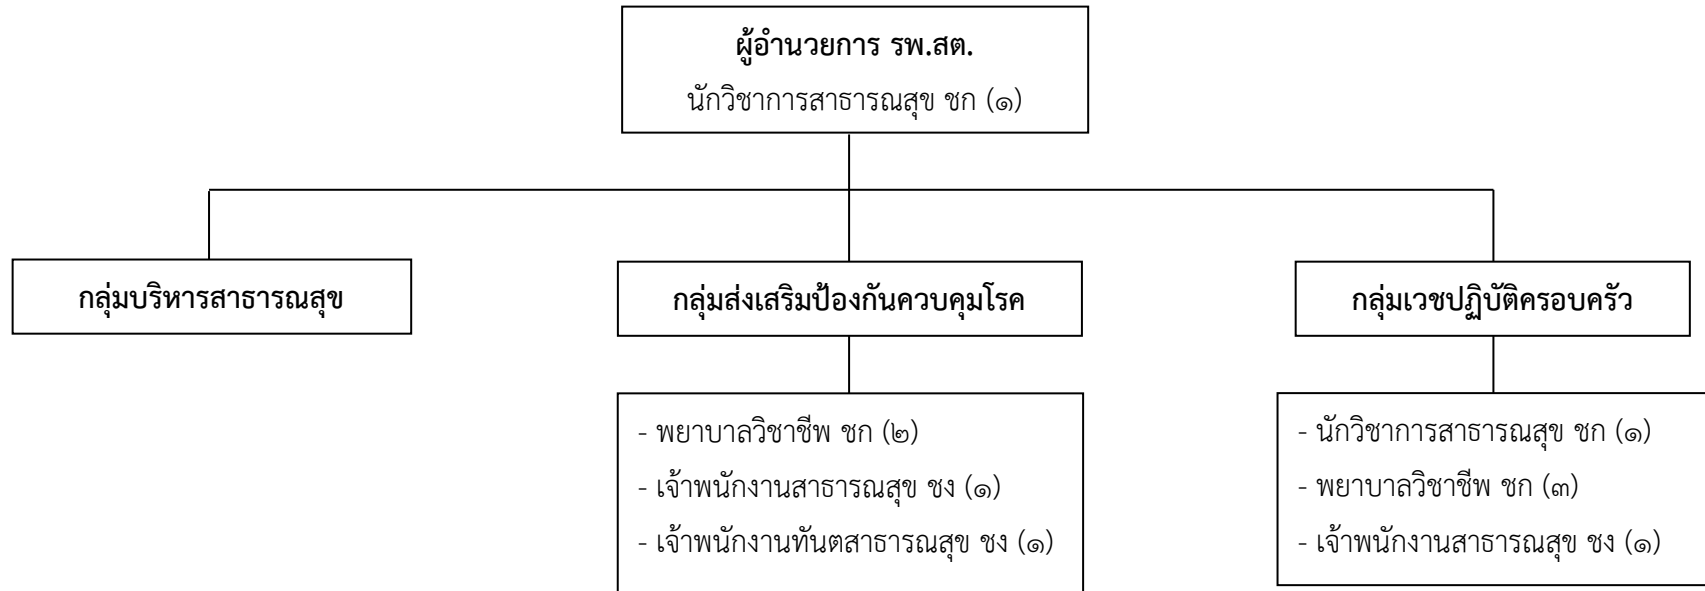 ผู้อำนวยการ รพ.สต.
นักวิชาการสาธารณสุข ชก (๑)
กลุ่มบริหารสาธารณสุข
กลุ่มส่งเสริมป้องกันควบคุมโรค
กลุ่มเวชปฏิบัติครอบครัว
- พยาบาลวิชาชีพ ชก (๒)
- เจ้าพนักงานสาธารณสุข ชง (๑)
- เจ้าพนักงานทันตสาธารณสุข ชง (๑)
- นักวิชาการสาธารณสุข ชก (๑)
- พยาบาลวิชาชีพ ชก (๓)
- เจ้าพนักงานสาธารณสุข ชง (๑)